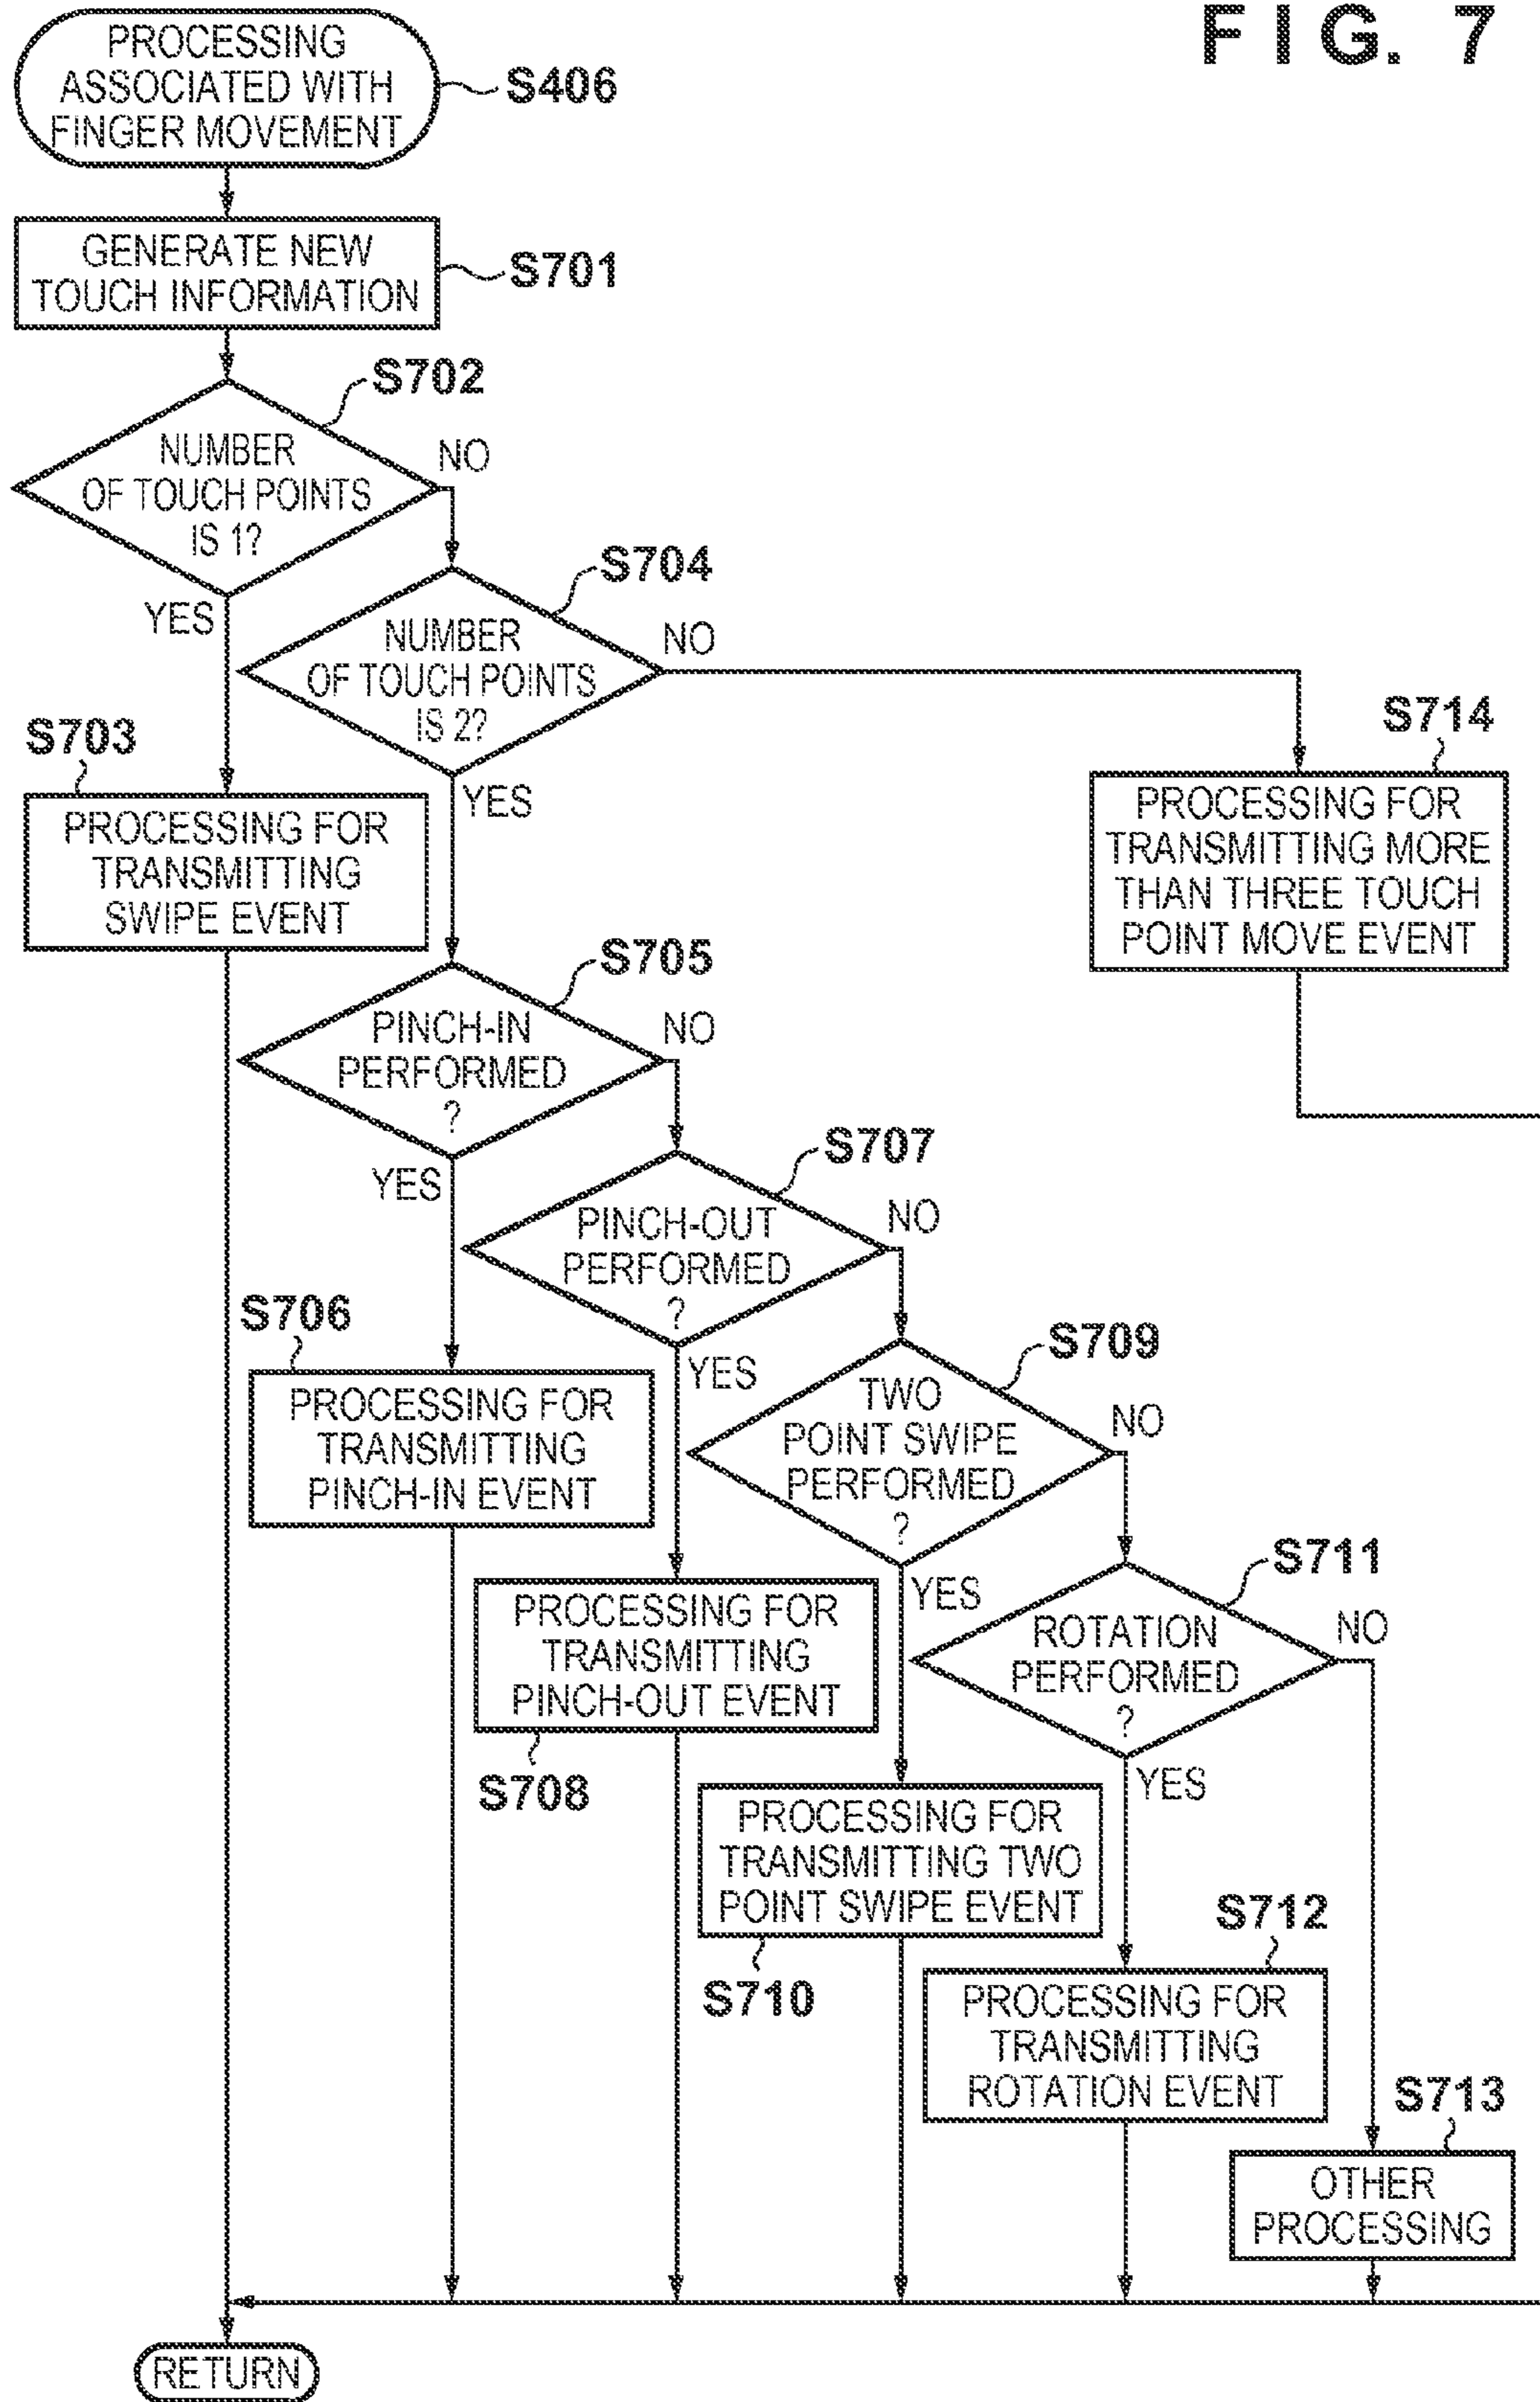 FIG. 7
PROCESSING
ASSOCIATED WITH
FINGER MOVEMENT
S406
GENERATE NEW
TOUCH INFORMATION
S701
S702
NUMBER
OF TOUCH POINTS
IS 1?
NO
YES
S704
NUMBER
OF TOUCH POINTS
IS 2?
NO
YES
S703
PROCESSING FOR
TRANSMITTING
SWIPE EVENT
S714
PROCESSING FOR
TRANSMITTING MORE
THAN THREE TOUCH
POINT MOVE EVENT
S705
PINCH-IN
PERFORMED
?
NO
YES
S707
PINCH-OUT
PERFORMED
?
NO
YES
S706
PROCESSING FOR
TRANSMITTING
PINCH-IN EVENT
S709
TWO
POINT SWIPE
PERFORMED
?
NO
YES
PROCESSING FOR
TRANSMITTING
PINCH-OUT EVENT
S708
S711
ROTATION
PERFORMED
?
NO
YES
PROCESSING FOR
TRANSMITTING TWO
POINT SWIPE EVENT
S710
S712
PROCESSING FOR
TRANSMITTING
ROTATION EVENT
S713
OTHER
PROCESSING
RETURN